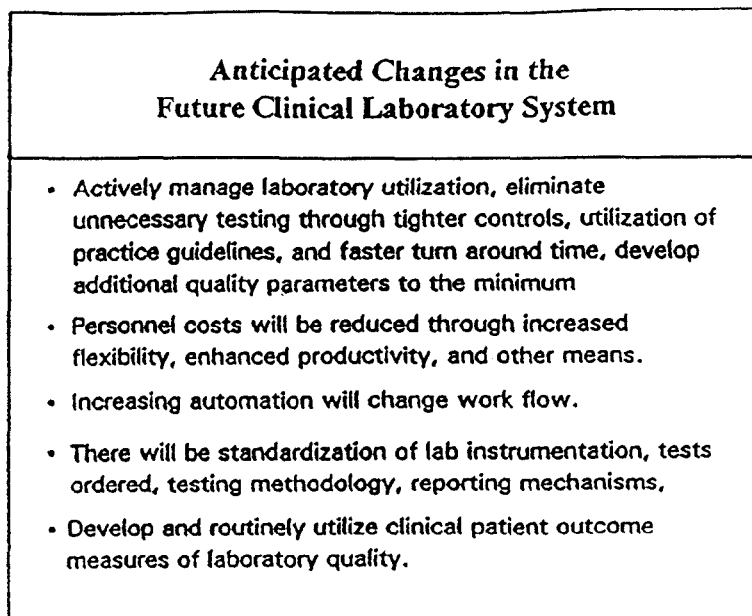 Anticipated Changes in the
Future Clinical Laboratory System
• Actively manage laboratory utilization, eliminate
unnecessary testing through tighter controls, utilization of
practice guidelines, and faster turn around time, develop
additional quality parameters to the minimum
• Personnel costs will be reduced through increased
flexibility, enhanced productivity, and other means.
• Increasing automation will change work flow.
• There will be standardization of lab instrumentation, tests
ordered, testing methodology, reporting mechanisms,
• Develop and routinely utilize clinical patient outcome
measures of laboratory quality.